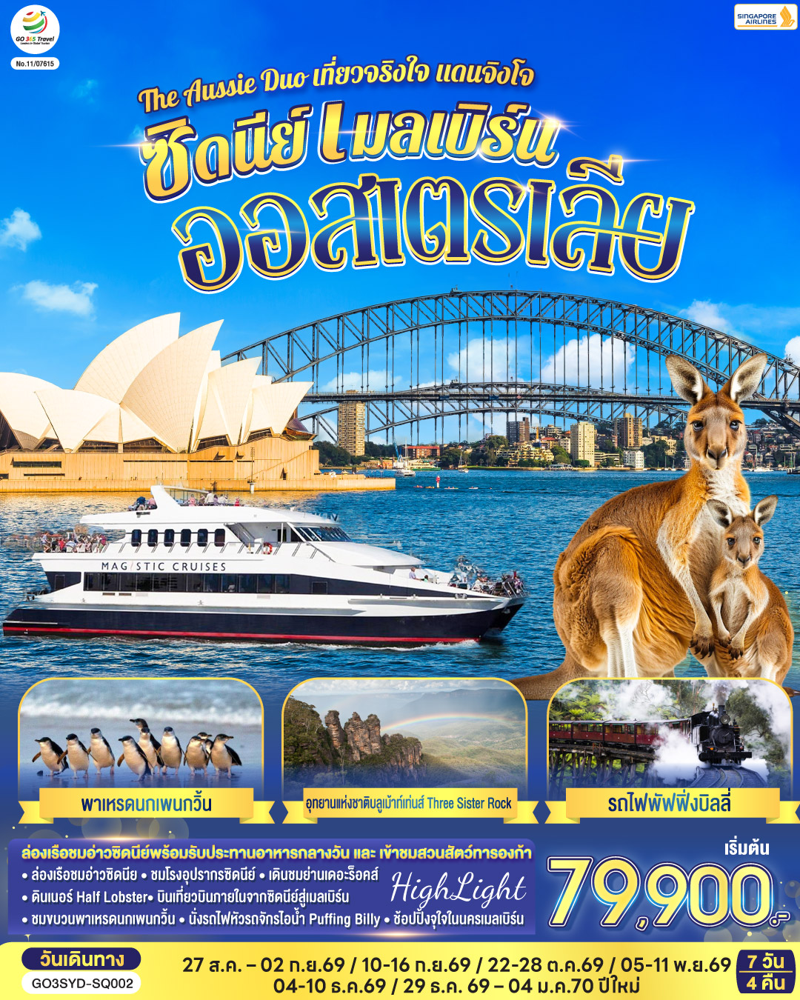 GO 365 Travel
Leaders in Global Tourism
No.11/07615
SINGAPORE
AIRLINES
The Aussie Duo เที่ยวจริงใจ แดนจิงโจ
ซิดนีย์ เมลเบิร์น
ออสเตรเลีย
MAGISTIC CRUISES
พาเหรดนกเพนกวิ้น
อุทยานแห่งชาติบลูเม้าท์เท่นส์ Three Sister Rock
รถไฟพัฟฟิ่งบิลลี่
ล่องเรือชมอ่าวซิดนีย์พร้อมรับประทานอาหารกลางวัน และ เข้าชมสวนสัตว์ทารองก้า
• ล่องเรือชมอ่าวซิดนีย์ • ชมโรงอุปรากรซิดนีย์ • เดินชมย่านเดอะร็อคส์
• ดินเนอร์ Half Lobster• บินเที่ยวบินภายในจากซิดนีย์สู่เมลเบิร์น
HighLight
• ชมขบวนพาเหรดนกเพนกวิ้น • นั่งรถไฟหัวรถจักรไอน้ำ Puffing Billy • ช้อปปิ้งจุใจในนครเมลเบิร์น
เริ่มต้น
79,900.-
วันเดินทาง
GO3SYD-SQ002
27 ส.ค. – 02 ก.ย.69 / 10-16 ก.ย.69 / 22-28 ต.ค.69 / 05-11 พ.ย.69
04-10 ธ.ค.69 / 29 ธ.ค. 69 – 04 ม.ค.70 ปีใหม่
7 วัน
4 คืน